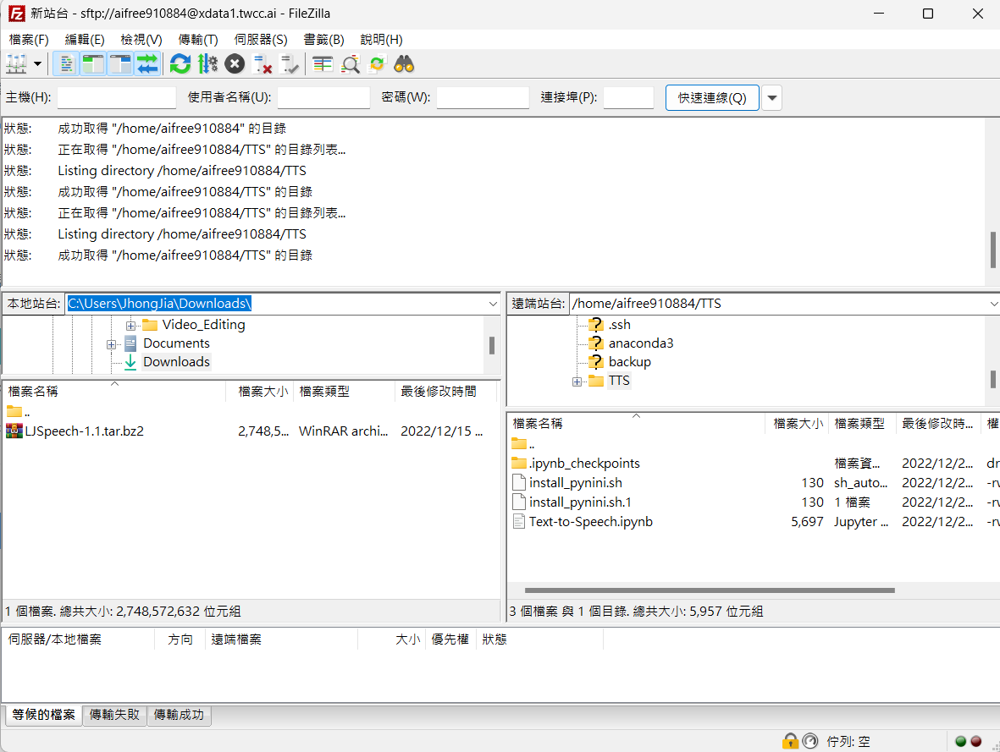 新站台 - sftp://aifree910884@xdata1.twcc.ai - FileZilla
檔案(F) 編輯(E) 檢視(V) 傳輸(T) 伺服器(S) 書籤(B) 說明(H)
主機(H): 使用者名稱(U): 密碼(W): 連接埠(P): 快速連線(Q)
狀態: 成功取得 "/home/aifree910884" 的目錄
狀態: 正在取得 "/home/aifree910884/TTS" 的目錄列表...
狀態: Listing directory /home/aifree910884/TTS
狀態: 成功取得 "/home/aifree910884/TTS" 的目錄
狀態: 正在取得 "/home/aifree910884/TTS" 的目錄列表...
狀態: Listing directory /home/aifree910884/TTS
狀態: 成功取得 "/home/aifree910884/TTS" 的目錄
本地站台: C:\Users\JhongJia\Downloads\
Video_Editing
Documents
Downloads
檔案名稱 檔案大小 檔案類型 最後修改時間
..
LJSpeech-1.1.tar.bz2 2,748,5... WinRAR archi... 2022/12/15 ...
1 個檔案. 總共大小: 2,748,572,632 位元組
遠端站台: /home/aifree910884/TTS
.ssh
anaconda3
backup
TTS
檔案名稱 檔案大小 檔案類型 最後修改時... 權
..
.ipynb_checkpoints 檔案資... 2022/12/2... dr
install_pynini.sh 130 sh_auto... 2022/12/2... -rw
install_pynini.sh.1 130 1 檔案 2022/12/2... -rw
Text-to-Speech.ipynb 5,697 Jupyter ... 2022/12/2... -rw
3 個檔案 與 1 個目錄. 總共大小: 5,957 位元組
伺服器/本地檔案 方向 遠端檔案 大小 優先權 狀態
等候的檔案 傳輸失敗 傳輸成功
佇列: 空